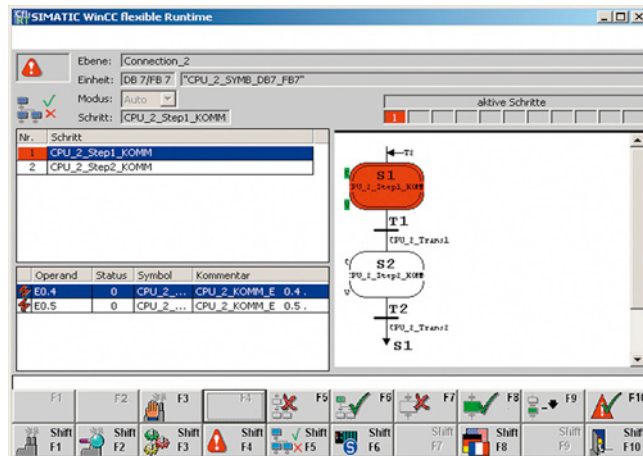 SIMATIC WinCC flexible Runtime
Ebene: Connection_2
Einheit: DB 7/FB 7 "CPU_2_SYMB_DB7_FB7"
Modus: Auto
aktive Schritte
Schritt: CPU_2_Step1_KOMM
1
Nr. Schritt
1 CPU_2_Step1_KOMM
2 CPU_2_Step2_KOMM
T2
S1
CPU_2_Step1_KOMM
T1
CPU_2_Trans1
S2
CPU_2_Step2_KOMM
T2
CPU_2_Trans2
S1
Operand Status Symbol Kommentar
E0.4 0 CPU_2_... CPU_2_KOMM_E 0.4 .
E0.5 0 CPU_2_... CPU_2_KOMM_E 0.5 .
F1 F2 F3 F4 F5 F6 F7 F8 F9 F10
Shift F1 Shift F2 Shift F3 Shift F4 Shift F5 Shift F6 Shift F7 Shift F8 Shift F9 Shift F10